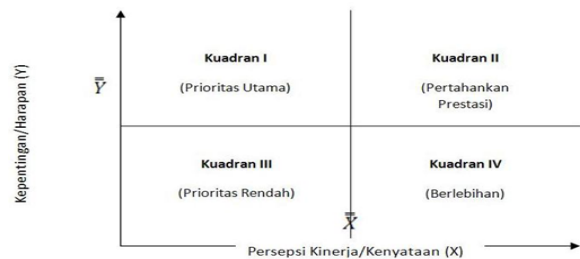 Kepentingan/Harapan (Y)
Y̿
Kuadran I
(Prioritas Utama)
Kuadran II
(Pertahankan
Prestasi)
Kuadran III
(Prioritas Rendah)
Kuadran IV
(Berlebihan)
X̿
Persepsi Kinerja/Kenyataan (X)